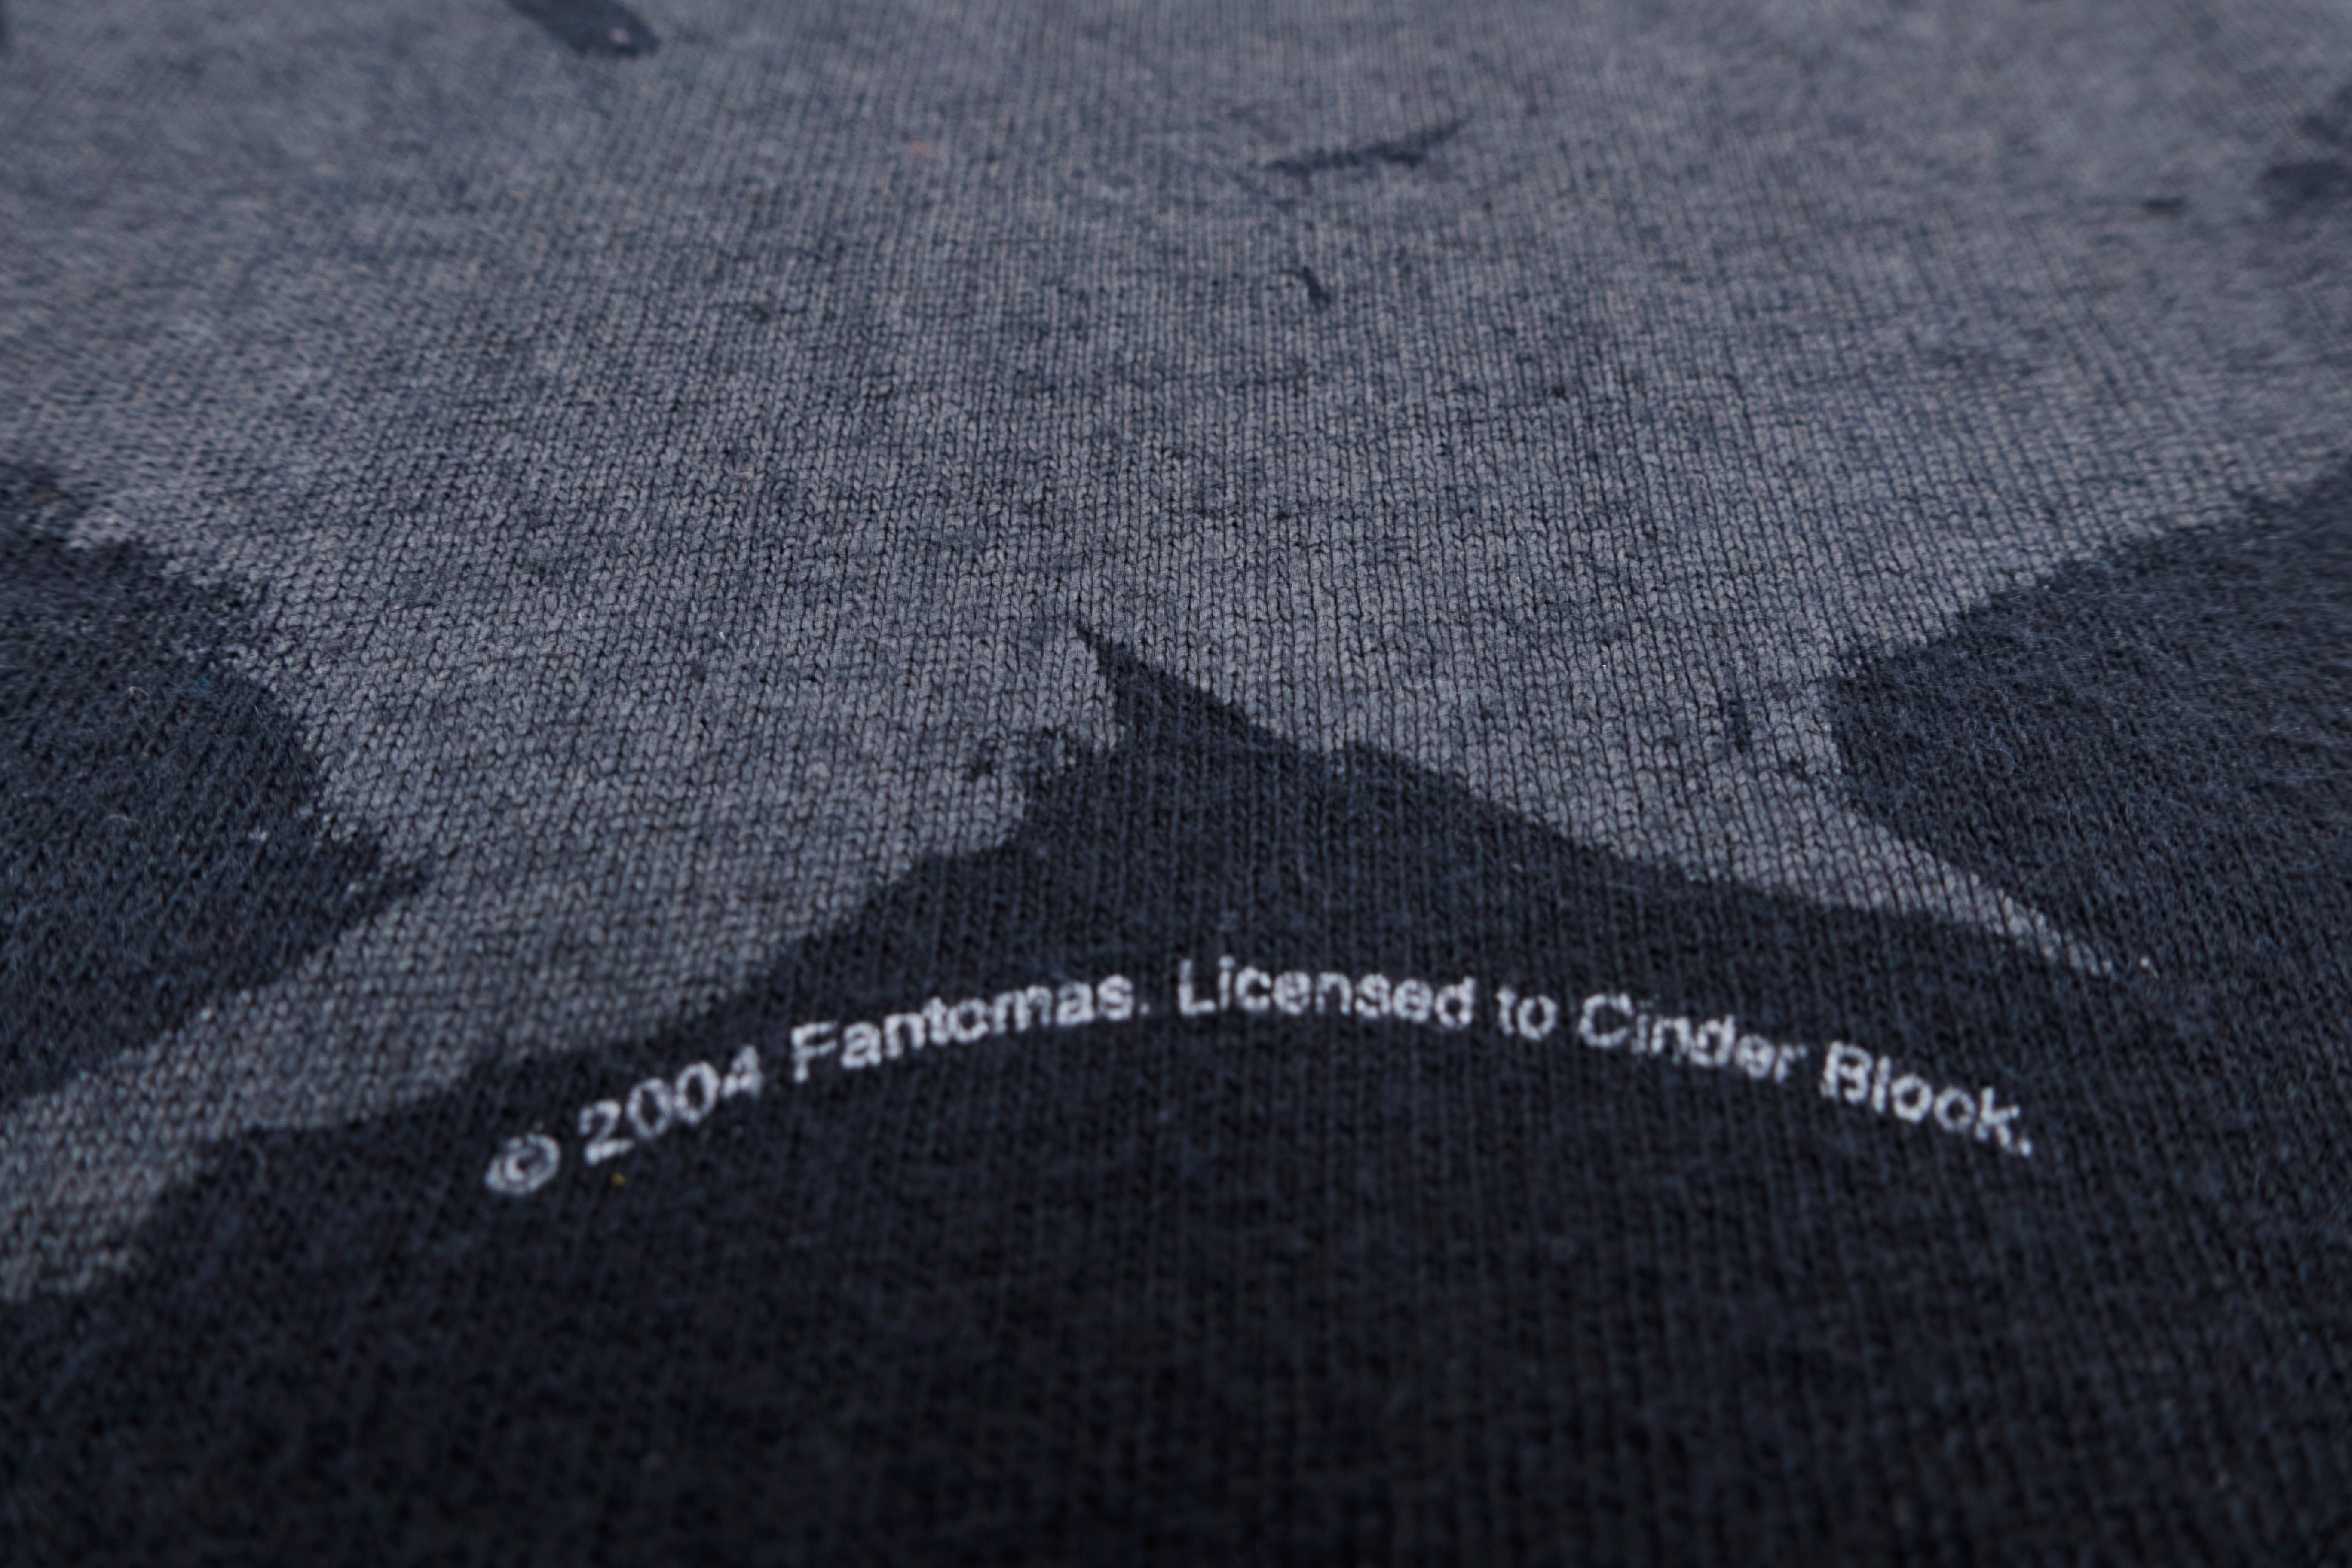 © 2004 Fantomas. Licensed to Cinder Block.